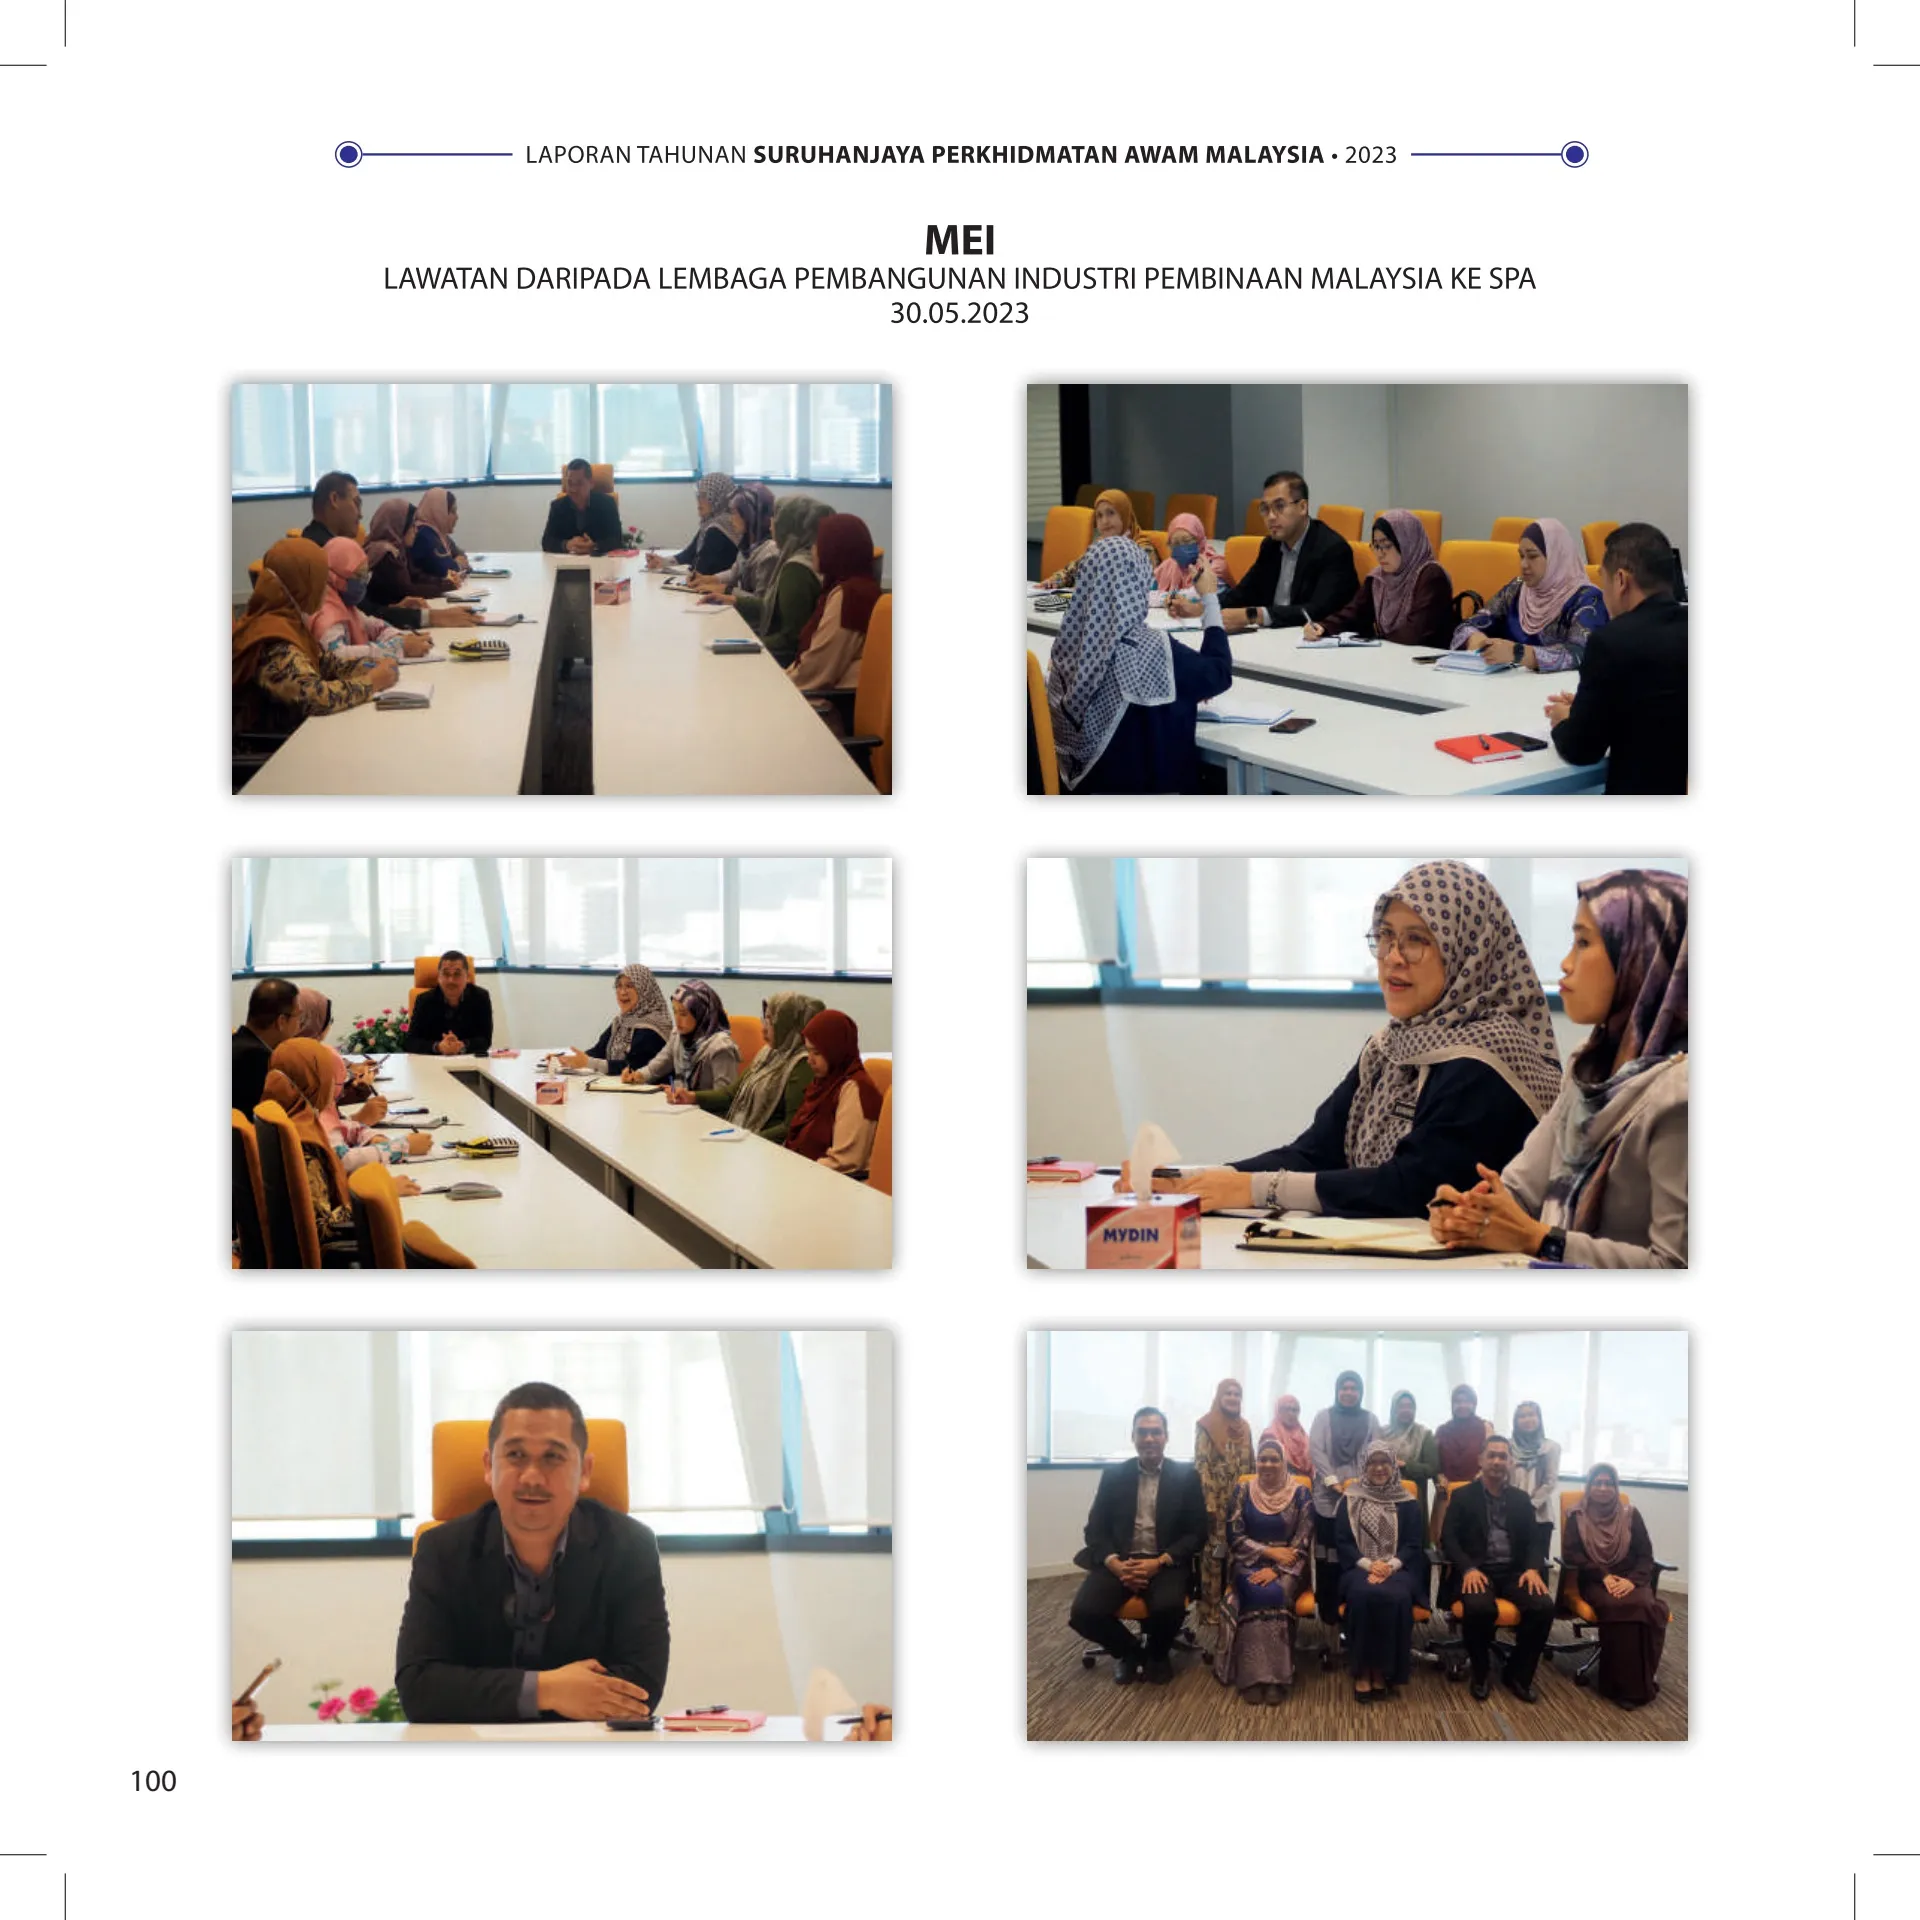 LAPORAN TAHUNAN SURUHANJAYA PERKHIDMATAN AWAM MALAYSIA • 2023
MEI
LAWATAN DARIPADA LEMBAGA PEMBANGUNAN INDUSTRI PEMBINAAN MALAYSIA KE SPA
30.05.2023
MYDIN
100